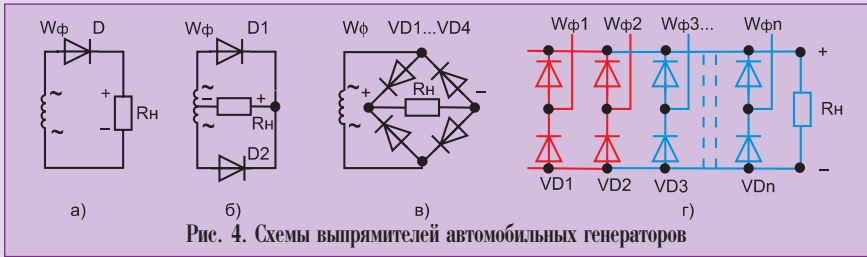 Wф D
~
~
+
–
Rн
а)
Wф D1
~
~
– +
Rн
D2
б)
Wф VD1...VD4
~
~
+ –
Rн
в)
Wф1 Wф2 Wф3... Wфn
+
Rн
–
VD1 VD2 VD3 VDn
г)
Рис. 4. Схемы выпрямителей автомобильных генераторов